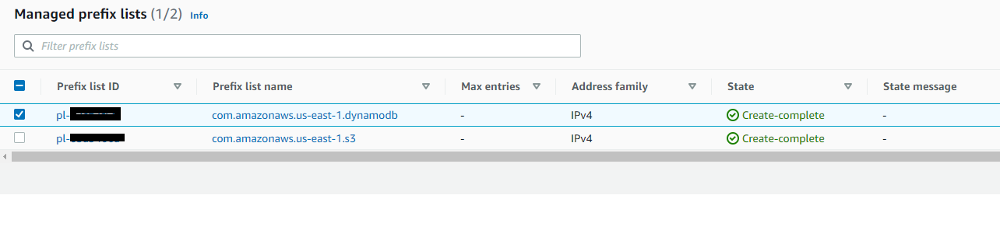 Managed prefix lists (1/2) Info
Filter prefix lists
Prefix list ID Prefix list name Max entries Address family State State message
pl- com.amazonaws.us-east-1.dynamodb - IPv4 Create-complete -
pl- com.amazonaws.us-east-1.s3 - IPv4 Create-complete -